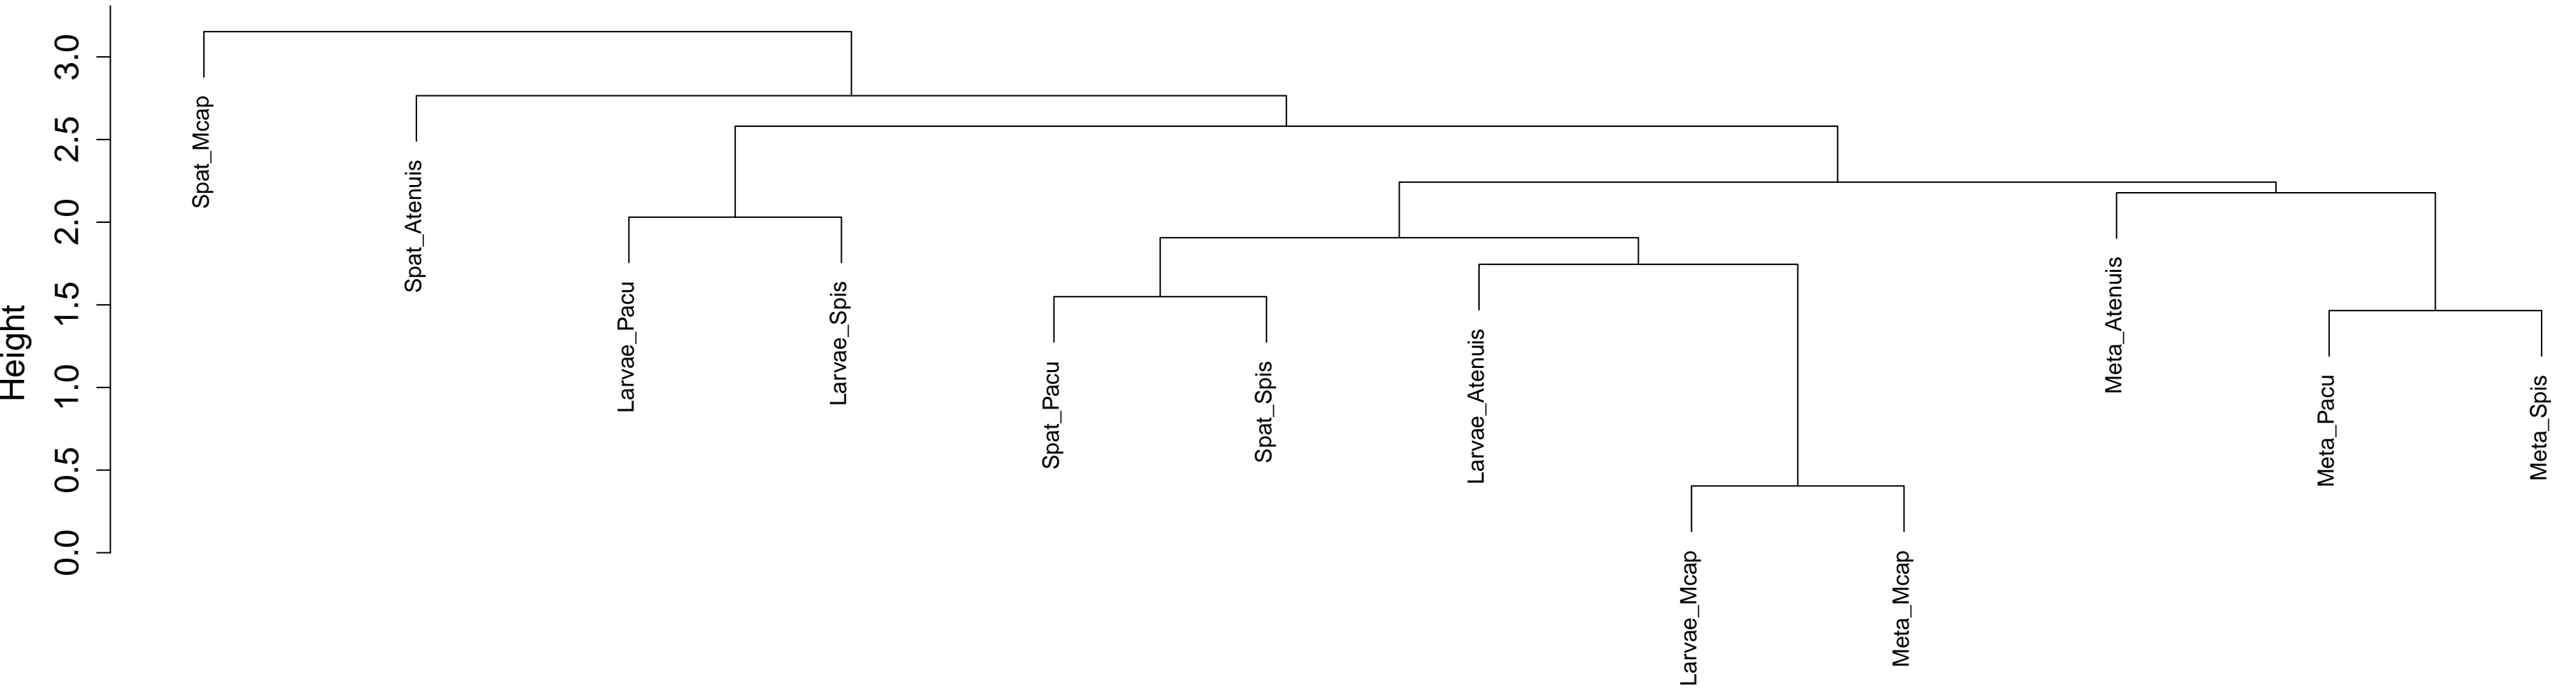 Height
3.0
2.5
2.0
1.5
1.0
0.5
0.0
Spat_Mcap
Spat_Atenuis
Larvae_Pacu
Larvae_Spis
Spat_Pacu
Spat_Spis
Larvae_Atenuis
Larvae_Mcap
Meta_Mcap
Meta_Atenuis
Meta_Pacu
Meta_Spis